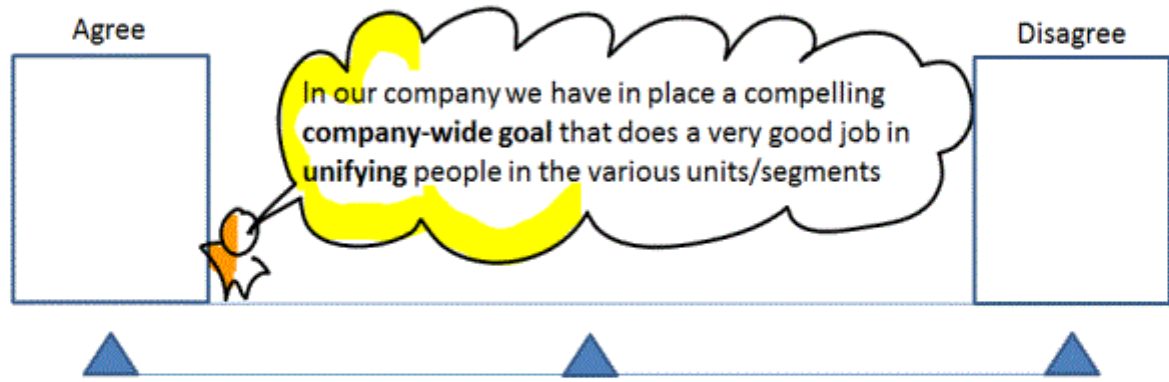 Agree
Disagree
In our company we have in place a compelling
company-wide goal that does a very good job in
unifying people in the various units/segments